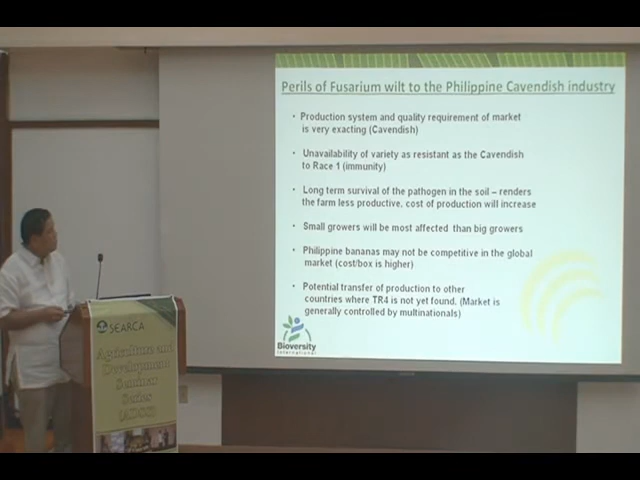 Perils of Fusarium wilt to the Philippine Cavendish industry
• Production system and quality requirement of market
is very exacting (Cavendish)
• Unavailability of variety as resistant as the Cavendish
to Race 1 (immunity)
• Long term survival of the pathogen in the soil – renders
the farm less productive, cost of production will increase
• Small growers will be most affected than big growers
• Philippine bananas may not be competitive in the global
market (cost/box is higher)
• Potential transfer of production to other
countries where TR4 is not yet found. (Market is
generally controlled by multinationals)
Bioversity
International
SEARCA
Agriculture and
Development
Seminar
Series
(ADSS)